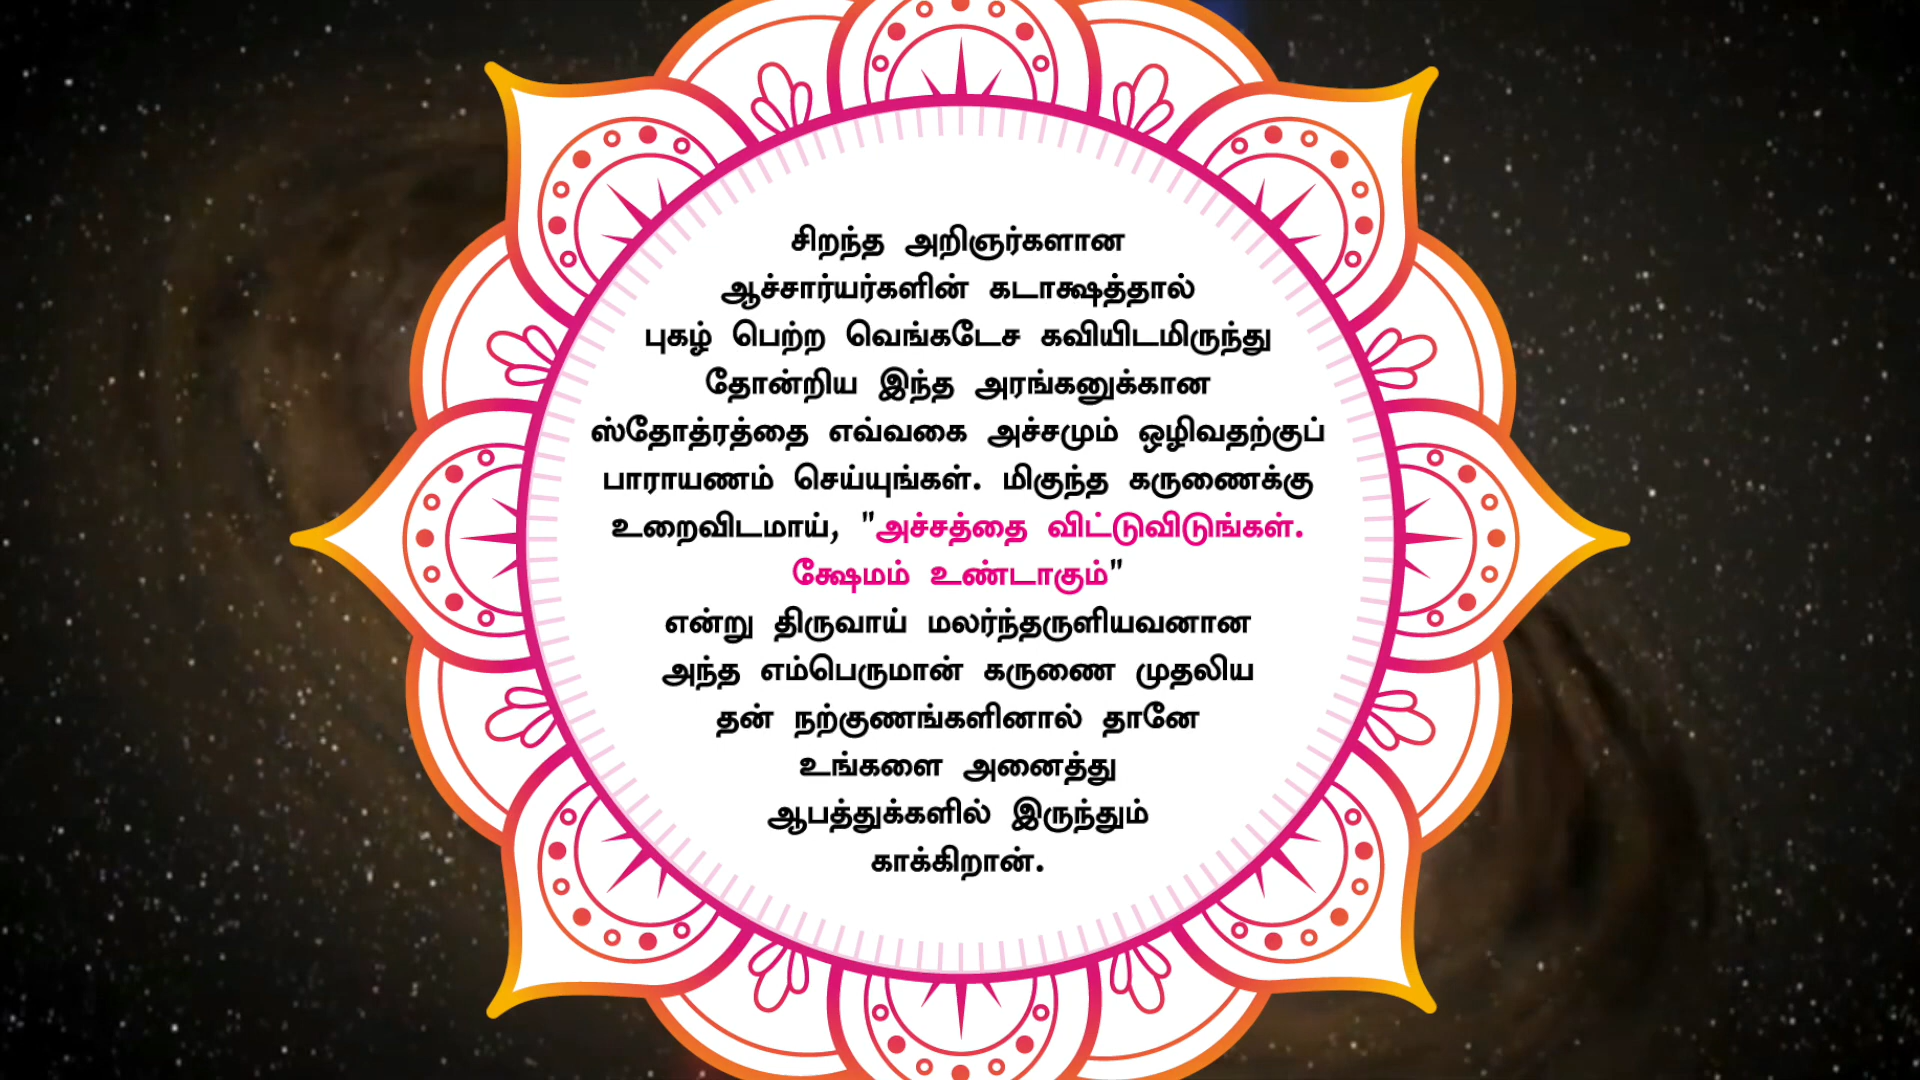 சிறந்த அறிஞர்களான
ஆச்சார்யர்களின் கடாக்ஷத்தால்
புகழ் பெற்ற வெங்கடேச கவியிடமிருந்து
தோன்றிய இந்த அரங்கனுக்கான
ஸ்தோத்ரத்தை எவ்வகை அச்சமும் ஒழிவதற்குப்
பாராயணம் செய்யுங்கள். மிகுந்த கருணைக்கு
உறைவிடமாய், "அச்சத்தை விட்டுவிடுங்கள்.
க்ஷேமம் உண்டாகும்"
என்று திருவாய் மலர்ந்தருளியவனான
அந்த எம்பெருமான் கருணை முதலிய
தன் நற்குணங்களினால் தானே
உங்களை அனைத்து
ஆபத்துக்களில் இருந்தும்
காக்கிறான்.